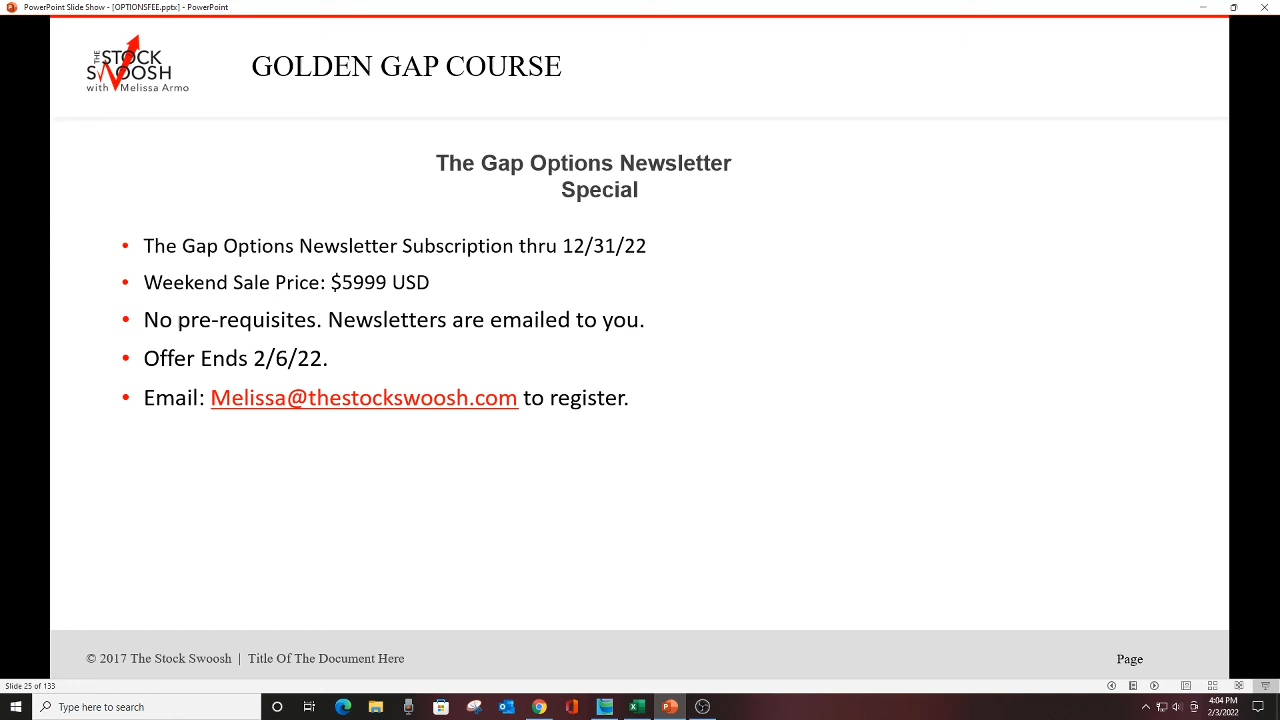 PowerPoint Slide Show - [OPTIONSFEE.pptx] - PowerPoint
THE
STOCK
SWOOSH
with Melissa Armo
GOLDEN GAP COURSE
The Gap Options Newsletter
Special
• The Gap Options Newsletter Subscription thru 12/31/22
• Weekend Sale Price: $5999 USD
• No pre-requisites. Newsletters are emailed to you.
• Offer Ends 2/6/22.
• Email: Melissa@thestockswoosh.com to register.
© 2017 The Stock Swoosh | Title Of The Document Here
Page
Slide 25 of 133
Type here to search
4:04 PM
2/3/2022